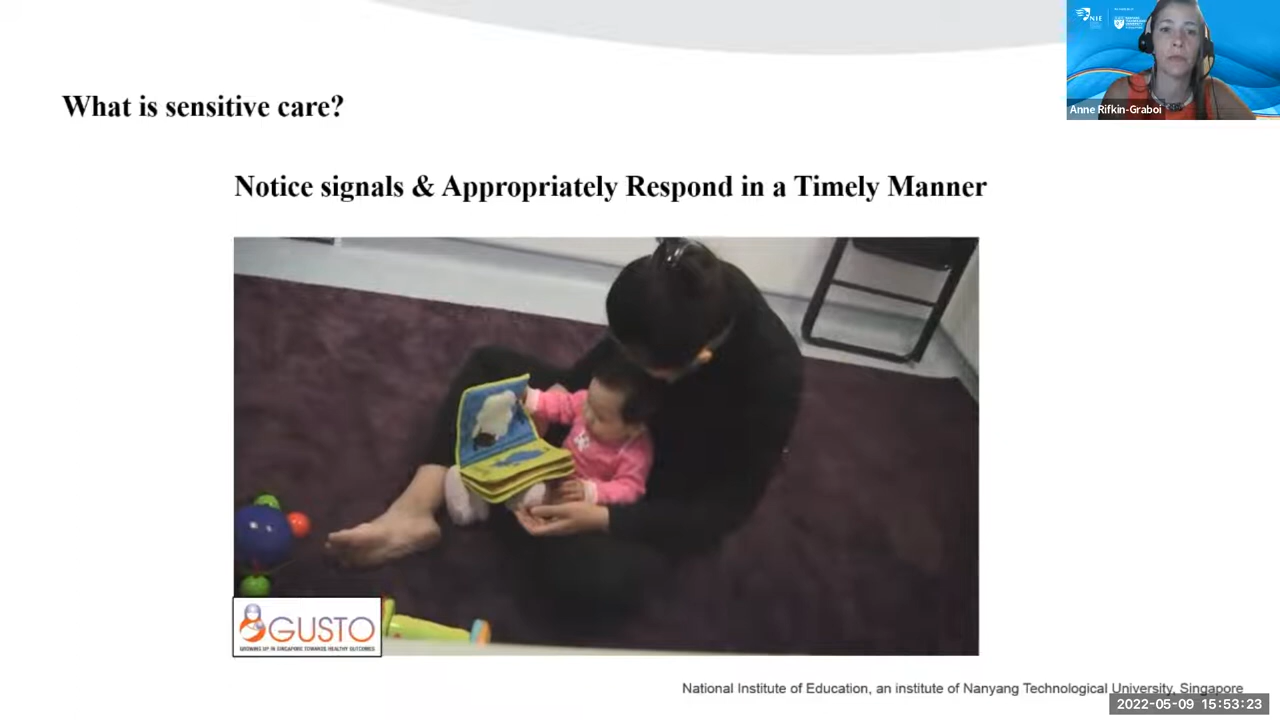 NIE
Anne Rifkin-Graboi
What is sensitive care?
Notice signals & Appropriately Respond in a Timely Manner
GUSTO
GROWING UP IN SINGAPORE TOWARDS HEALTHY OUTCOMES
National Institute of Education, an institute of Nanyang Technological University, Singapore
2022-05-09 15:53:23